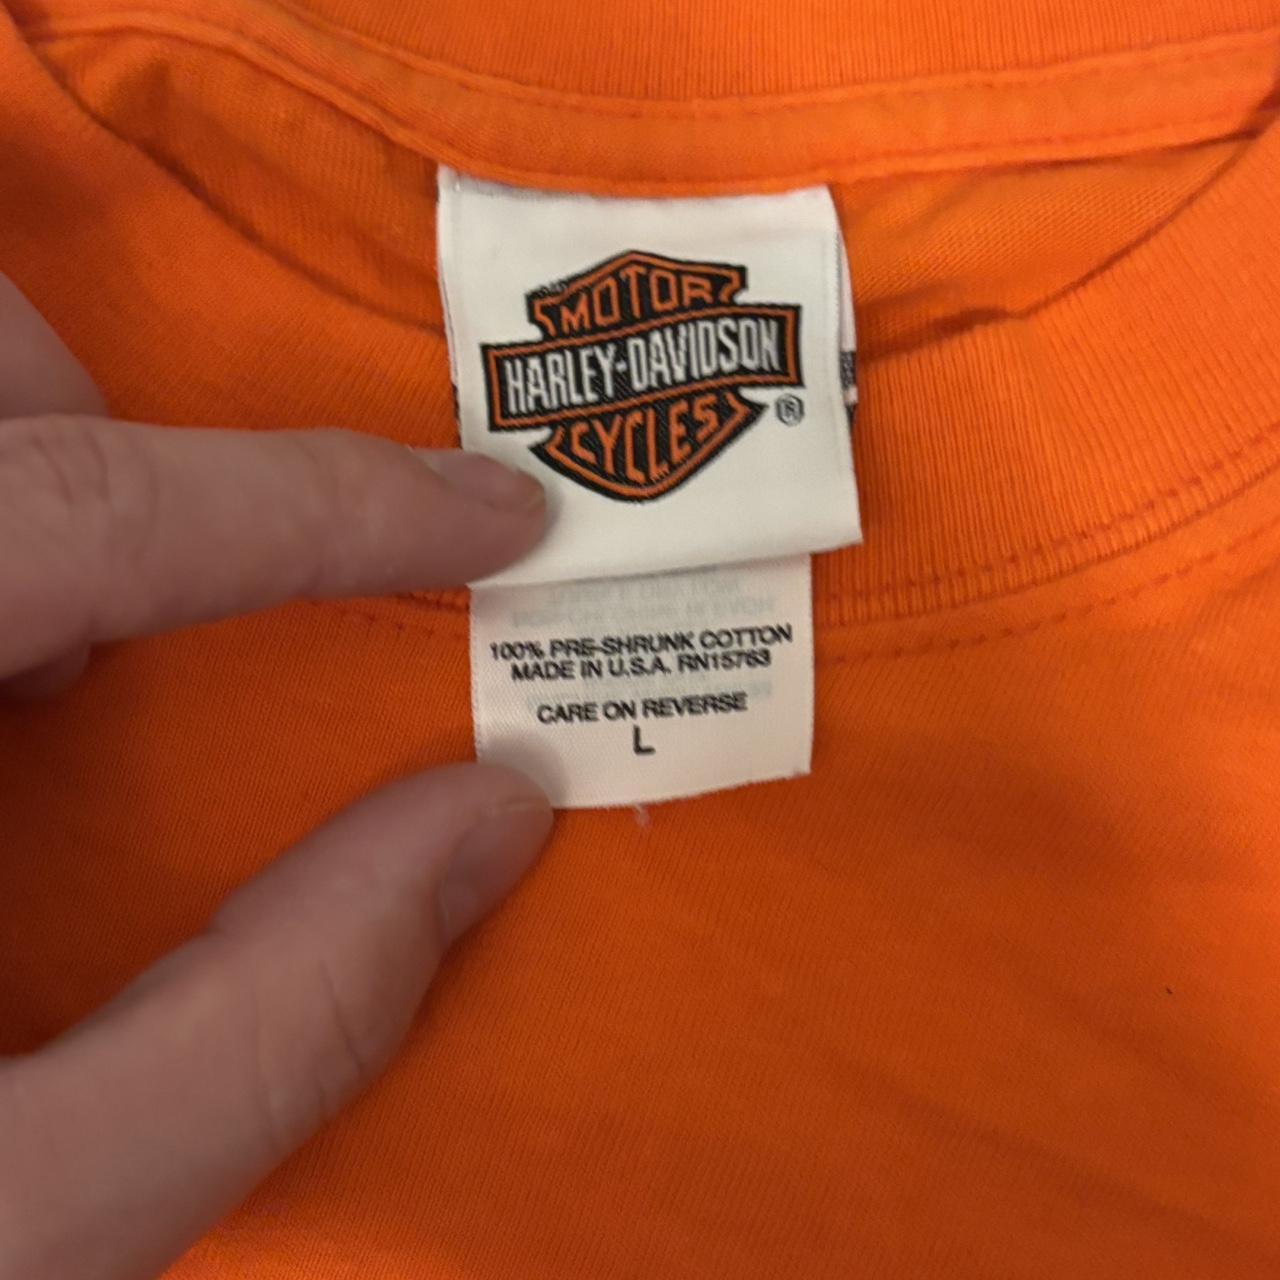 MOTOR
HARLEY-DAVIDSON
CYCLES
®
100% PRE-SHRUNK COTTON
MADE IN U.S.A. RN15763
CARE ON REVERSE
L